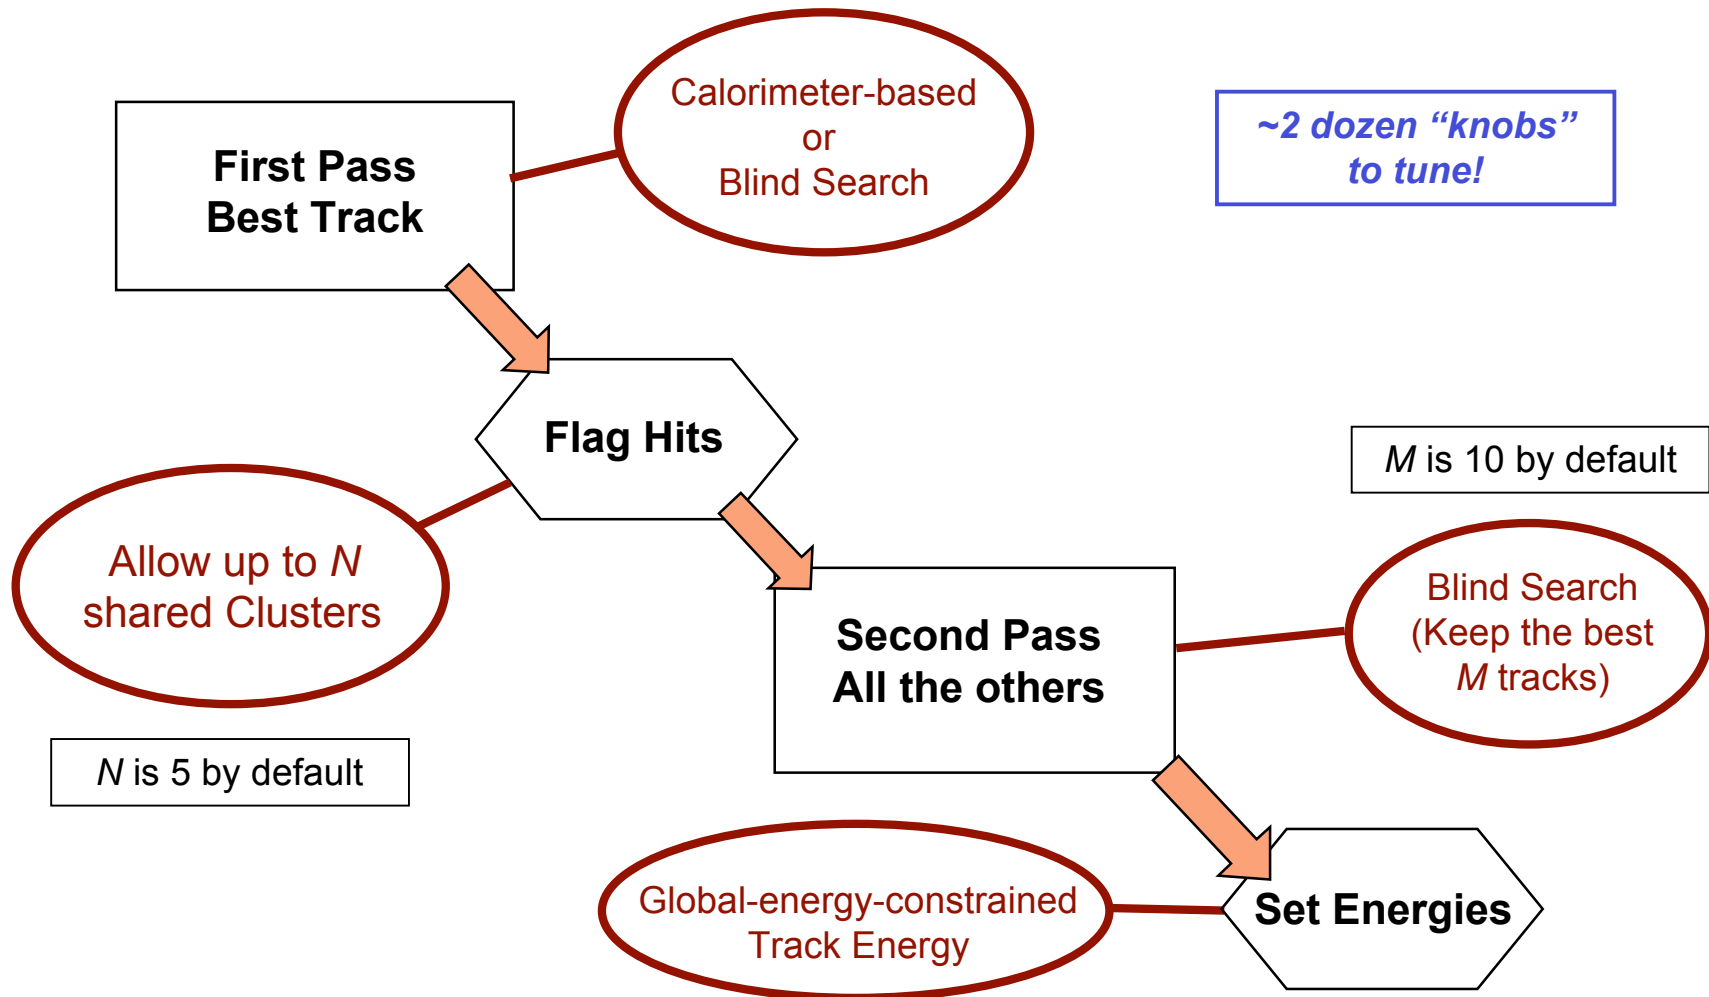 First Pass
Best Track
Calorimeter-based
or
Blind Search
~2 dozen “knobs”
to tune!
Flag Hits
Allow up to N
shared Clusters
N is 5 by default
M is 10 by default
Second Pass
All the others
Blind Search
(Keep the best
M tracks)
Global-energy-constrained
Track Energy
Set Energies